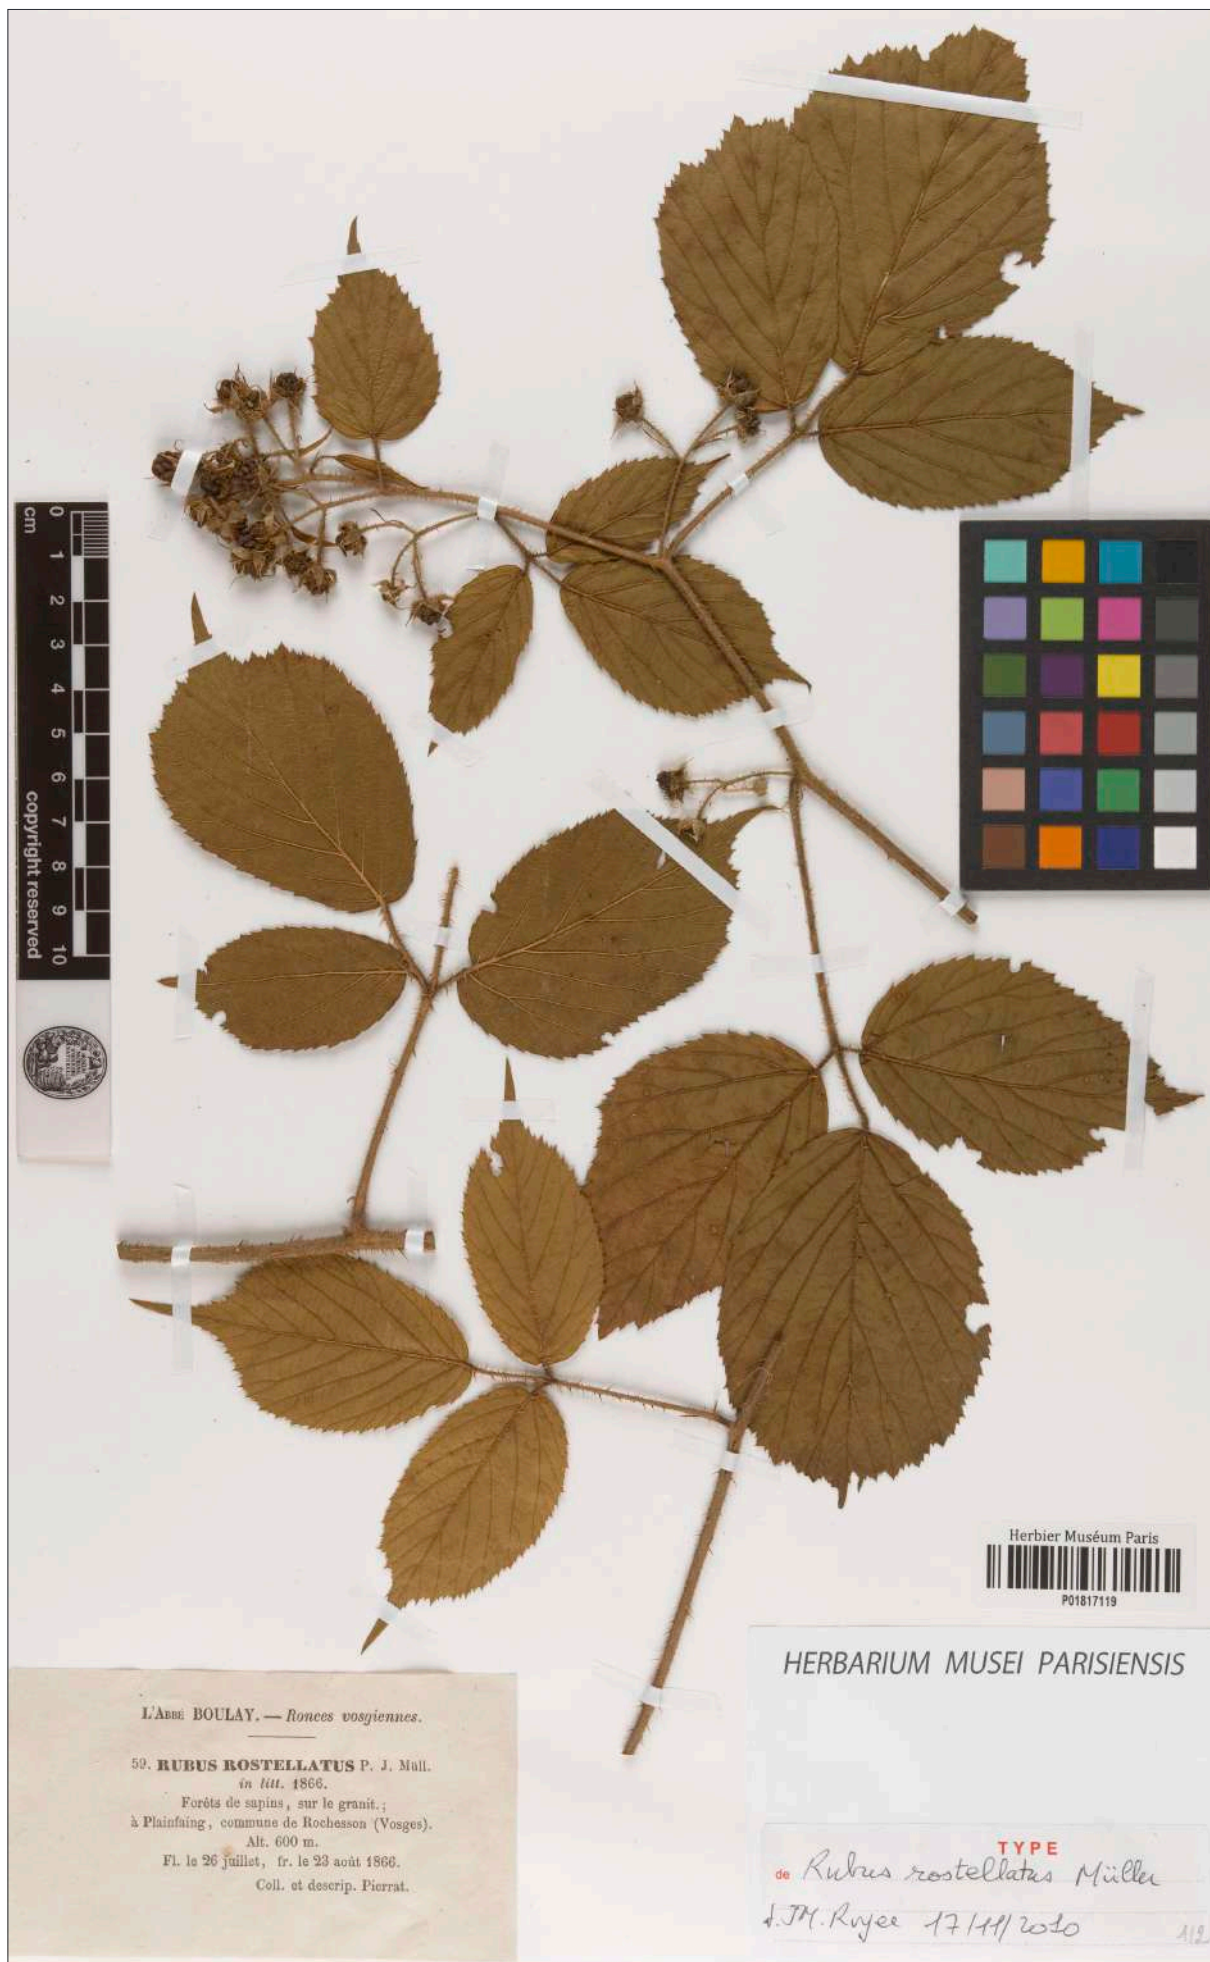 cm
0
1
2
3
4
5
6
7
8
9
10
copyright reserved
Herbier Muséum Paris
P01817119
HERBARIUM MUSEI PARISIENSIS
TYPE
de Rubus rostellatus Müller
J.M. Royer 17/11/2010
1/2
L'Abbé BOULAY. — Ronces vosgiennes.
59. RUBUS ROSTELLATUS P. J. Müll.
in litt. 1866.
Forêts de sapins, sur le granit.;
à Plainfaing, commune de Rochesson (Vosges).
Alt. 600 m.
Fl. le 26 juillet, fr. le 23 août 1866.
Coll. et descrip. Pierrat.